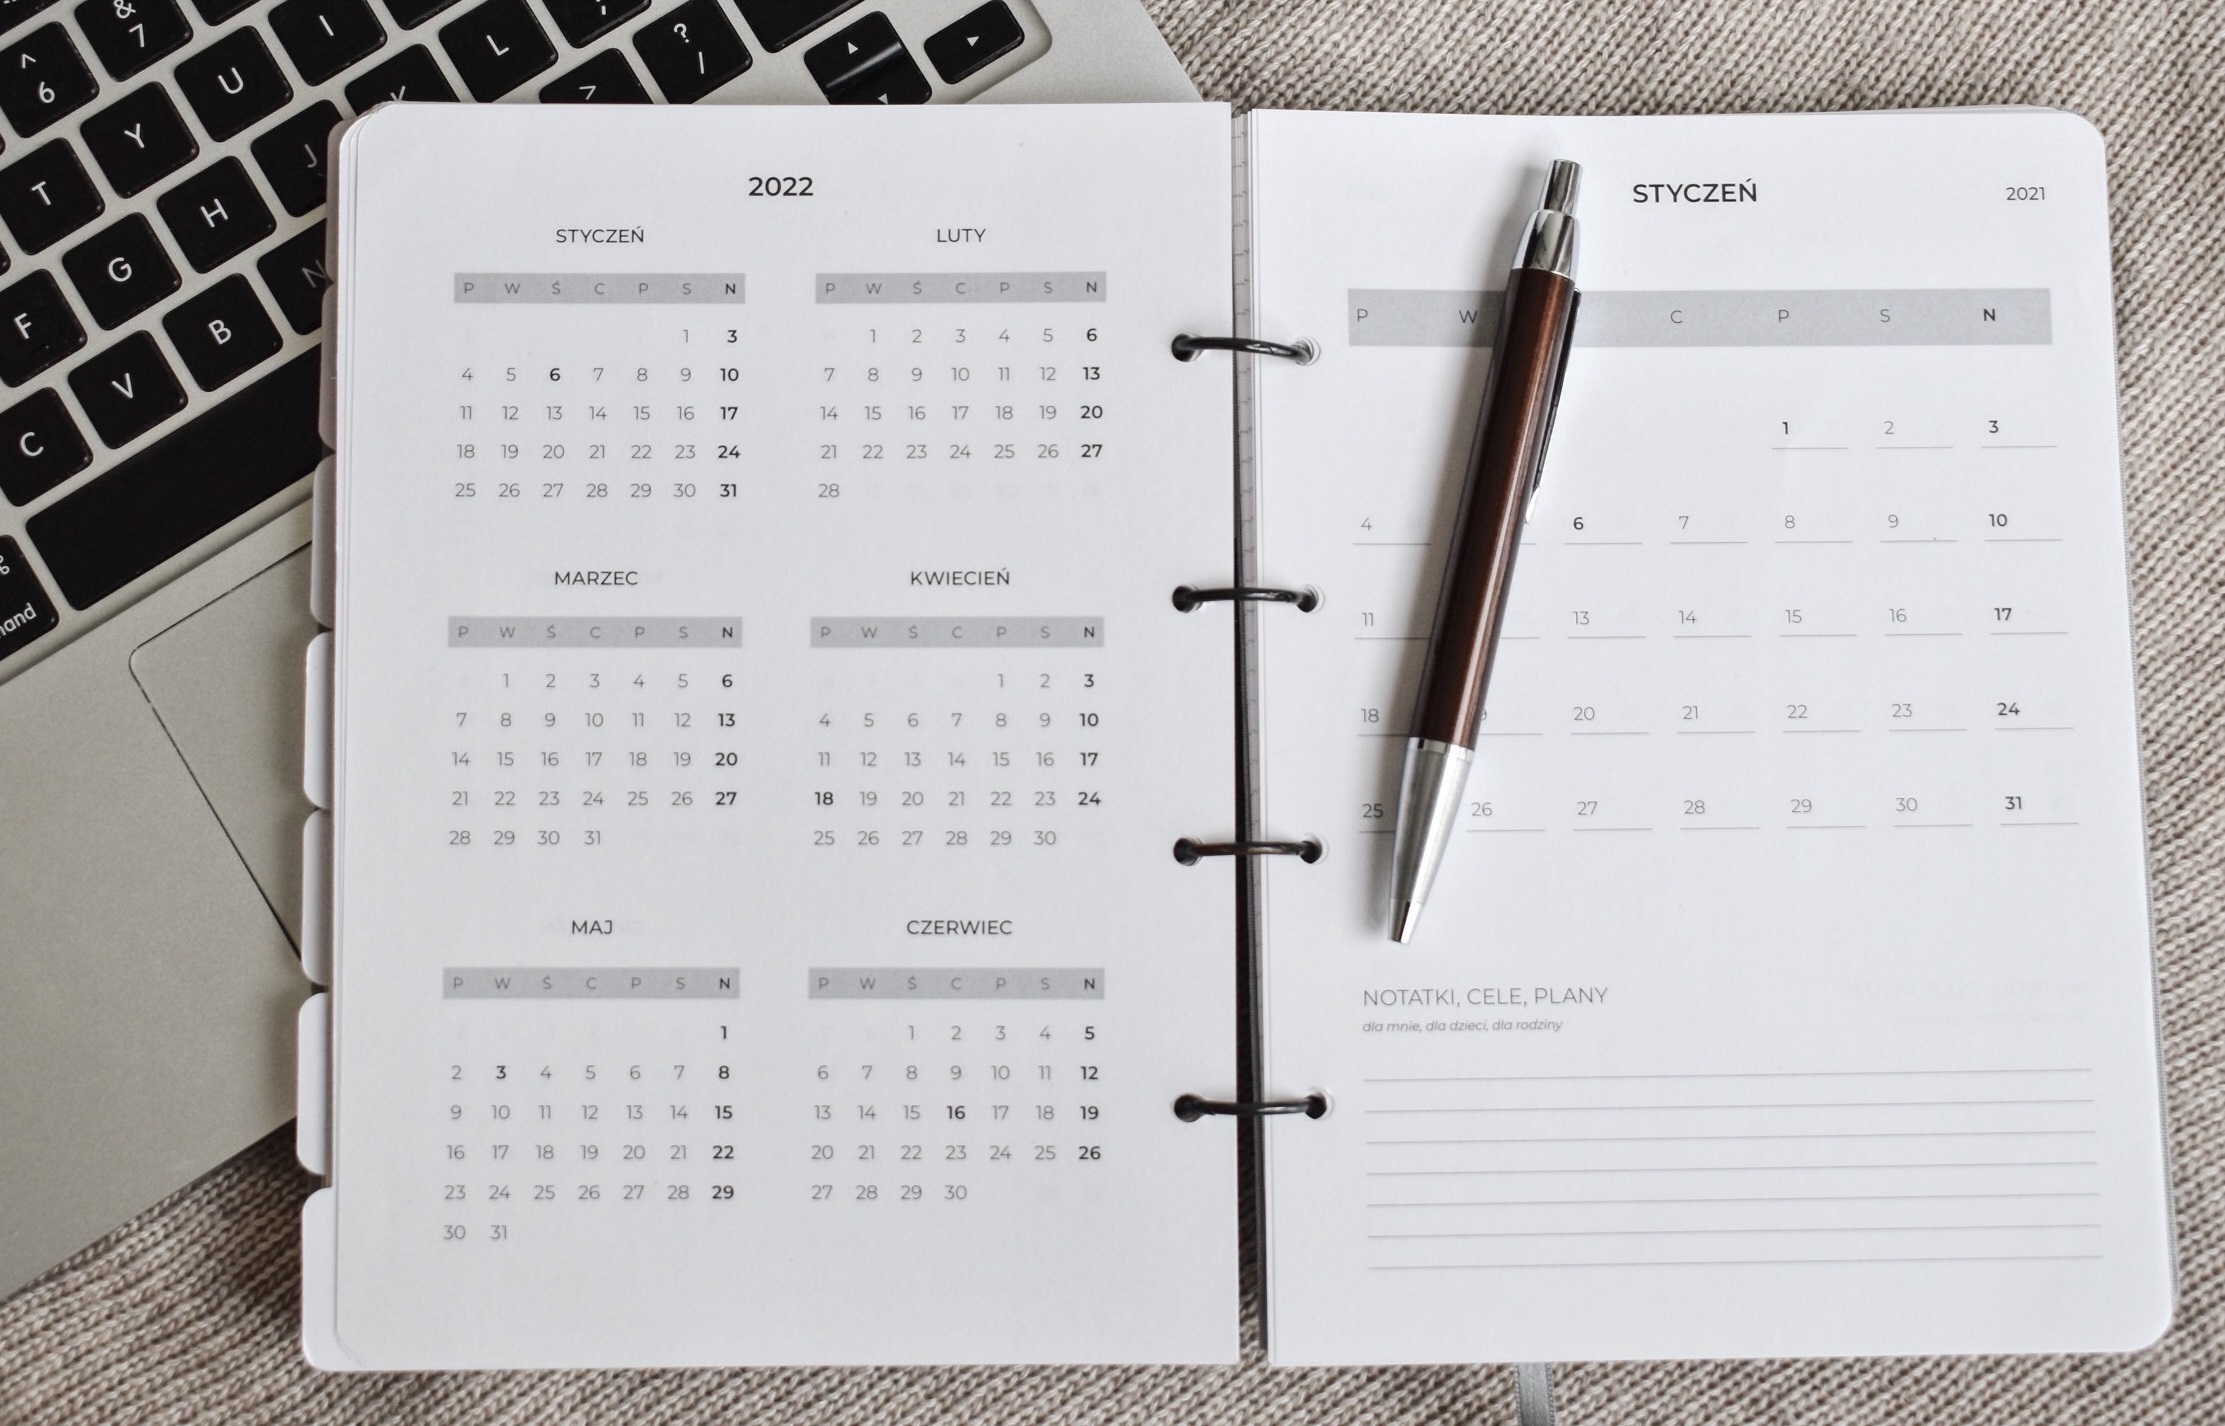 ^ & 7
6 Y U I L ? /
T H J K >
F G B N
C V
⌘
mand
2022
STYCZEŃ LUTY
P W Ś C P S N P W Ś C P S N
1 3 1 2 3 4 5 6
4 5 6 7 8 9 10 7 8 9 10 11 12 13
11 12 13 14 15 16 17 14 15 16 17 18 19 20
18 19 20 21 22 23 24 21 22 23 24 25 26 27
25 26 27 28 29 30 31 28
MARZEC KWIECIEŃ
P W Ś C P S N P W Ś C P S N
1 2 3 4 5 6 1 2 3
7 8 9 10 11 12 13 4 5 6 7 8 9 10
14 15 16 17 18 19 20 11 12 13 14 15 16 17
21 22 23 24 25 26 27 18 19 20 21 22 23 24
28 29 30 31 25 26 27 28 29 30
MAJ CZERWIEC
P W Ś C P S N P W Ś C P S N
1 1 2 3 4 5
2 3 4 5 6 7 8 6 7 8 9 10 11 12
9 10 11 12 13 14 15 13 14 15 16 17 18 19
16 17 18 19 20 21 22 20 21 22 23 24 25 26
23 24 25 26 27 28 29 27 28 29 30
30 31
STYCZEŃ 2021
P W C P S N
1 2 3
4 6 7 8 9 10
11 13 14 15 16 17
18 9 20 21 22 23 24
25 26 27 28 29 30 31
NOTATKI, CELE, PLANY
dla mnie, dla dzieci, dla rodziny